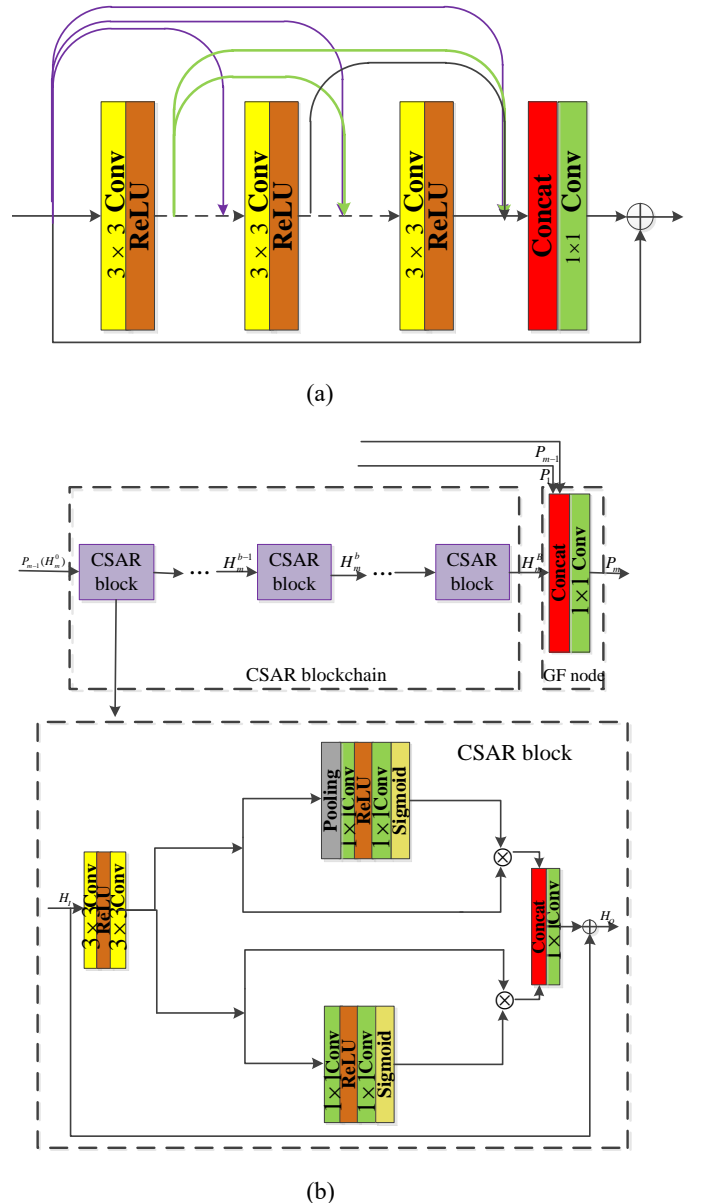 3 × 3 Conv
ReLU
3 × 3 Conv
ReLU
3 × 3 Conv
ReLU
Concat
1×1 Conv
(a)
P_{m-1}
P_1
P_{m-1}(H_m^0)
CSAR block
...
H_m^{b-1}
CSAR block
H_m^b
...
CSAR block
H_m^B
Concat
1×1 Conv
P_m
CSAR blockchain
GF node
CSAR block
Pooling
1×1Conv
ReLU
1×1Conv
Sigmoid
H_I
3×3Conv
ReLU
3×3Conv
Concat
1×1Conv
H_O
1×1Conv
ReLU
1×1Conv
Sigmoid
(b)